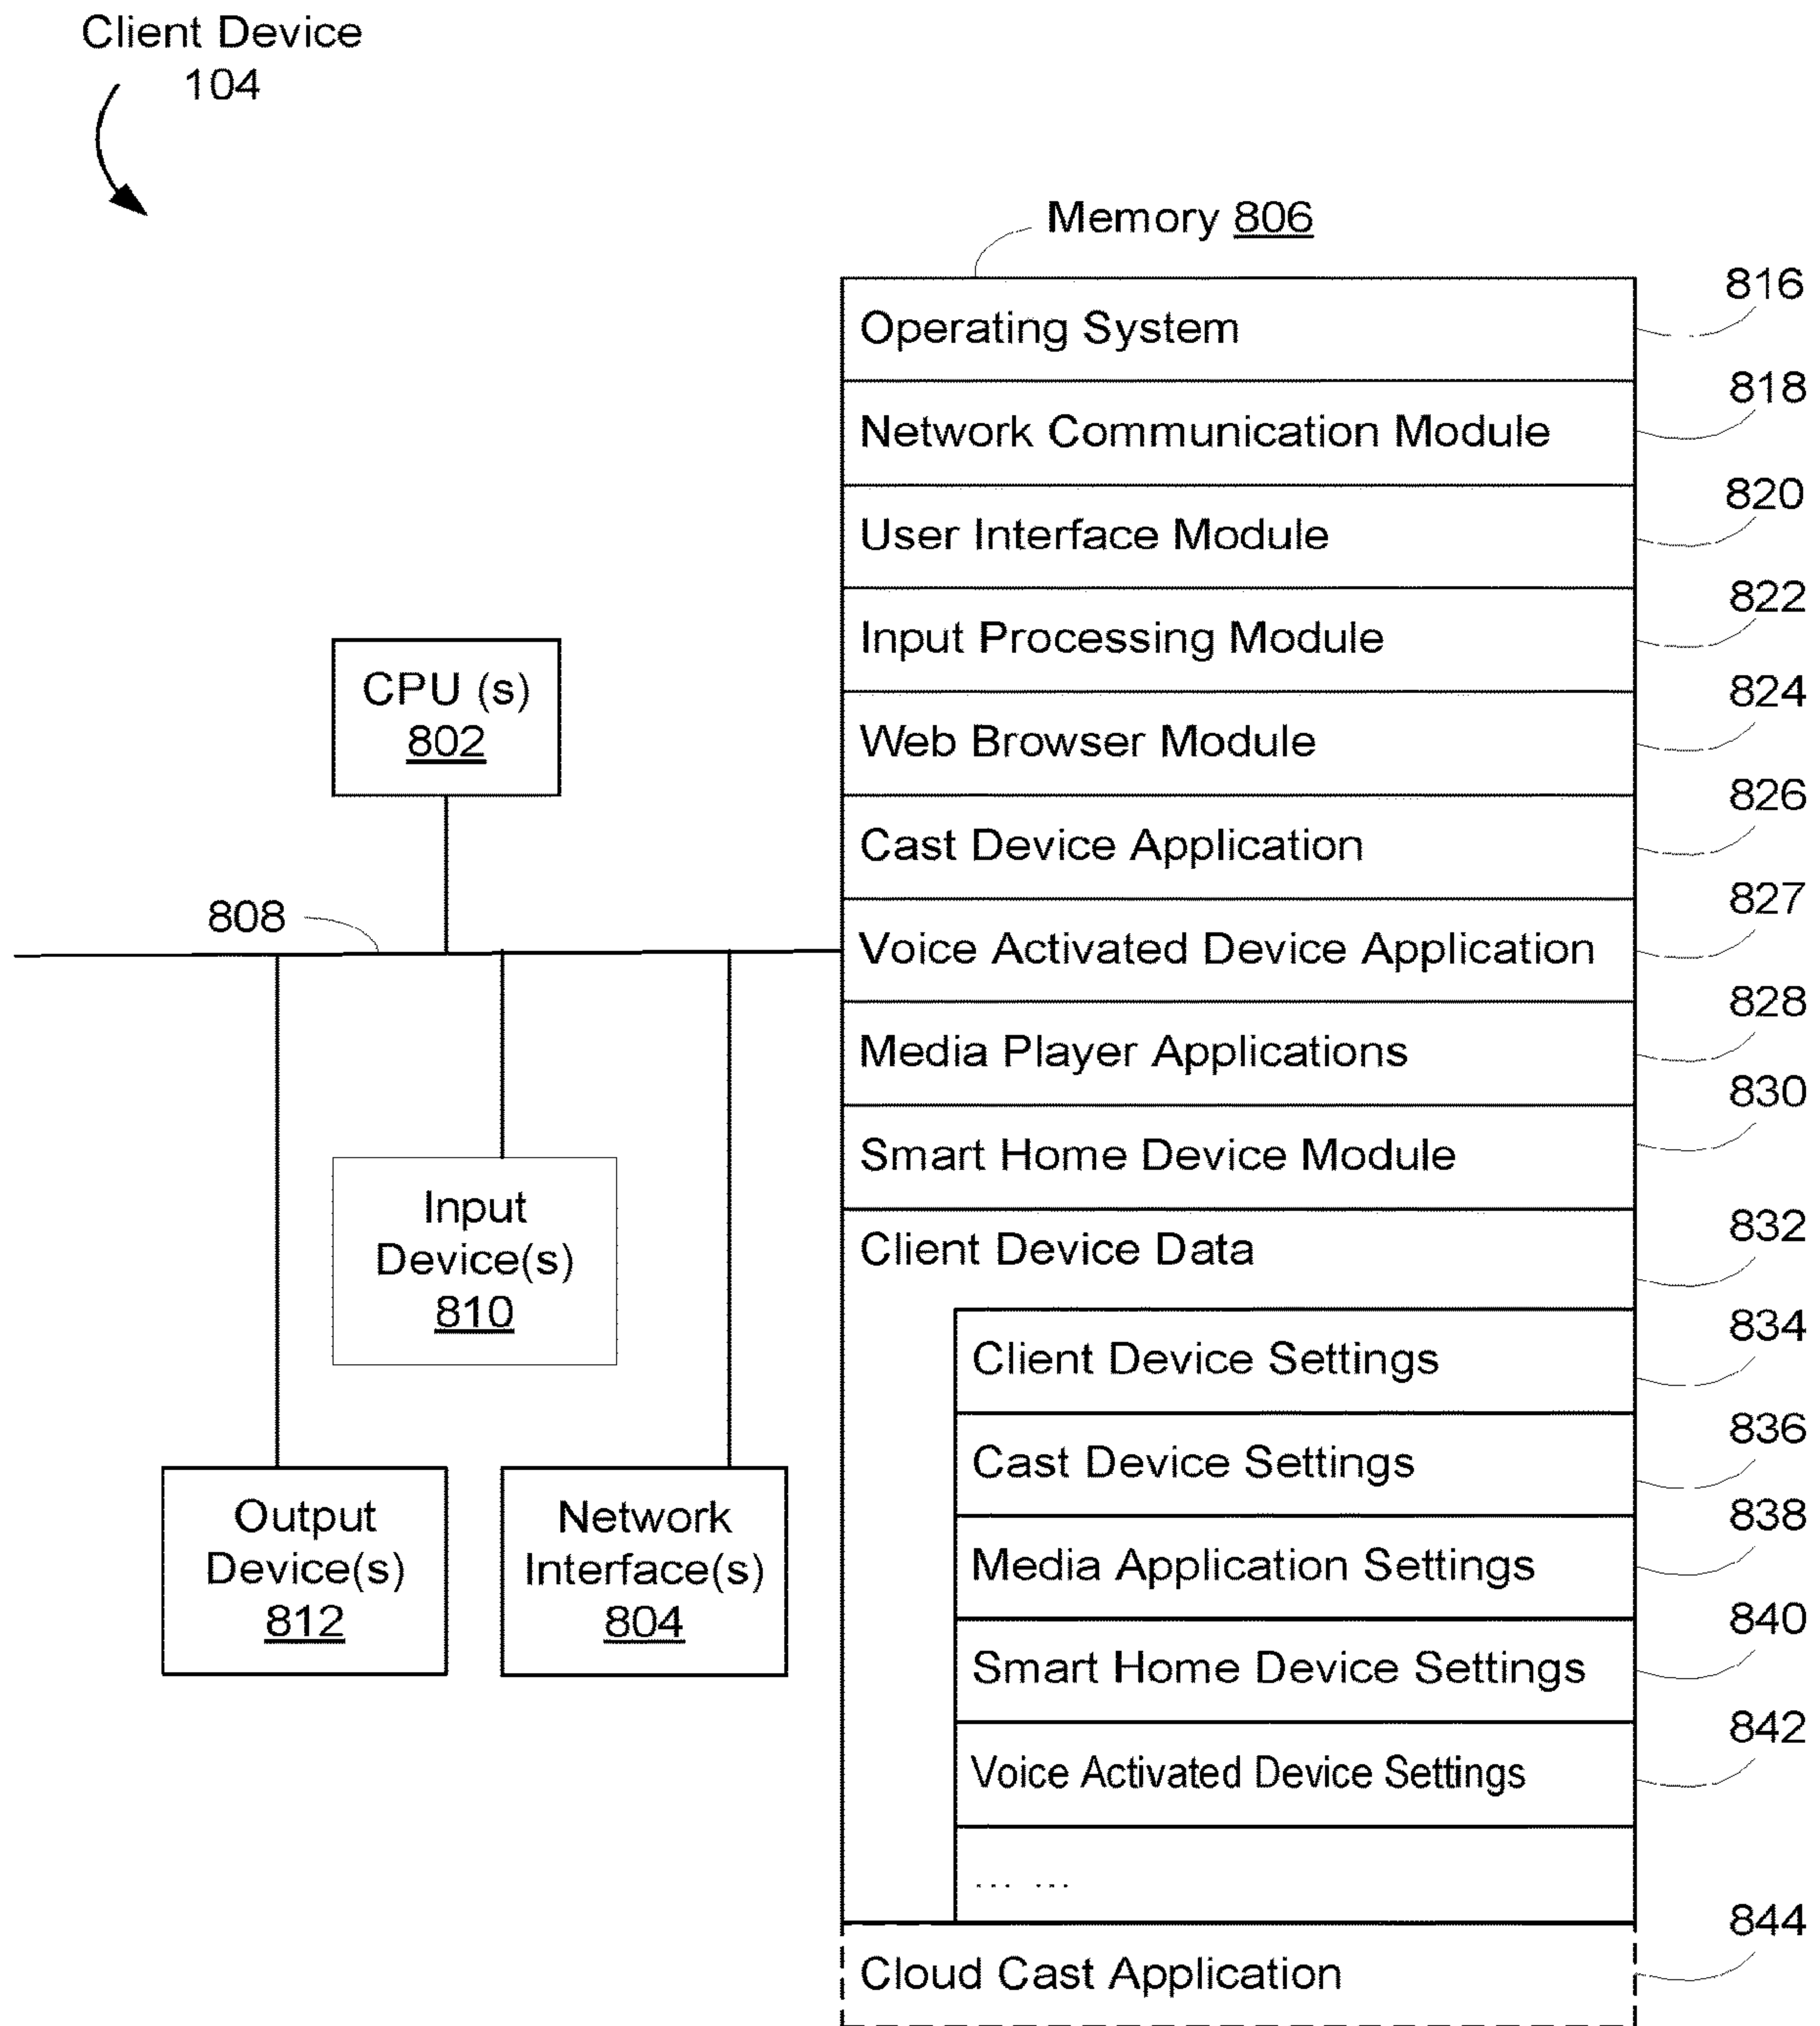 Client Device
104
Memory 806
Operating System
816
Network Communication Module
818
User Interface Module
820
Input Processing Module
822
Web Browser Module
824
Cast Device Application
826
Voice Activated Device Application
827
Media Player Applications
828
Smart Home Device Module
830
Client Device Data
832
Client Device Settings
834
Cast Device Settings
836
Media Application Settings
838
Smart Home Device Settings
840
Voice Activated Device Settings
842
... ...
Cloud Cast Application
844
CPU (s)
802
808
Input
Device(s)
810
Output
Device(s)
812
Network
Interface(s)
804